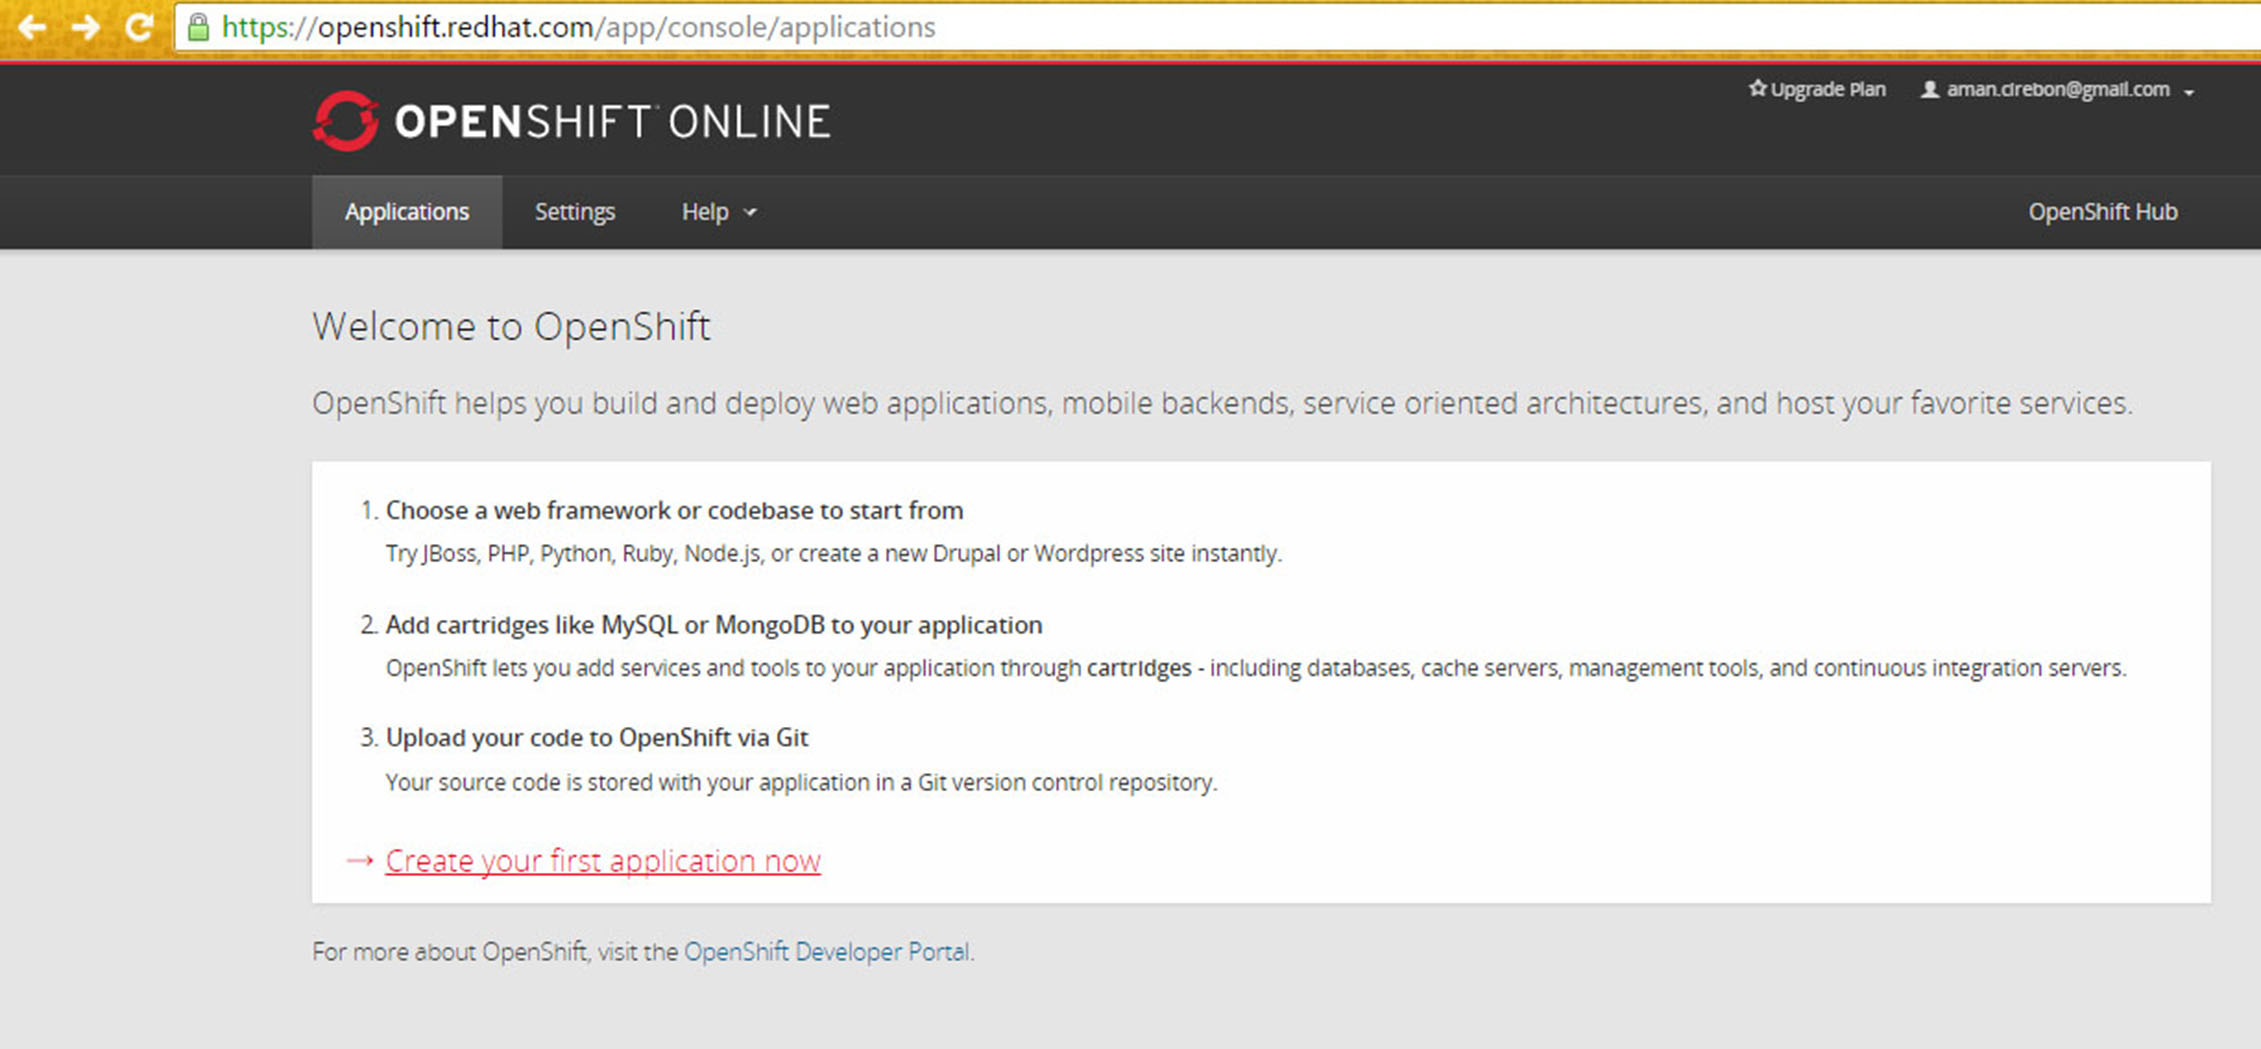 https://openshift.redhat.com/app/console/applications
Upgrade Plan aman.cirebon@gmail.com
OPENSHIFT ONLINE
Applications Settings Help OpenShift Hub
Welcome to OpenShift
OpenShift helps you build and deploy web applications, mobile backends, service oriented architectures, and host your favorite services.
1. Choose a web framework or codebase to start from
Try JBoss, PHP, Python, Ruby, Node.js, or create a new Drupal or Wordpress site instantly.
2. Add cartridges like MySQL or MongoDB to your application
OpenShift lets you add services and tools to your application through cartridges - including databases, cache servers, management tools, and continuous integration servers.
3. Upload your code to OpenShift via Git
Your source code is stored with your application in a Git version control repository.
→ Create your first application now
For more about OpenShift, visit the OpenShift Developer Portal.